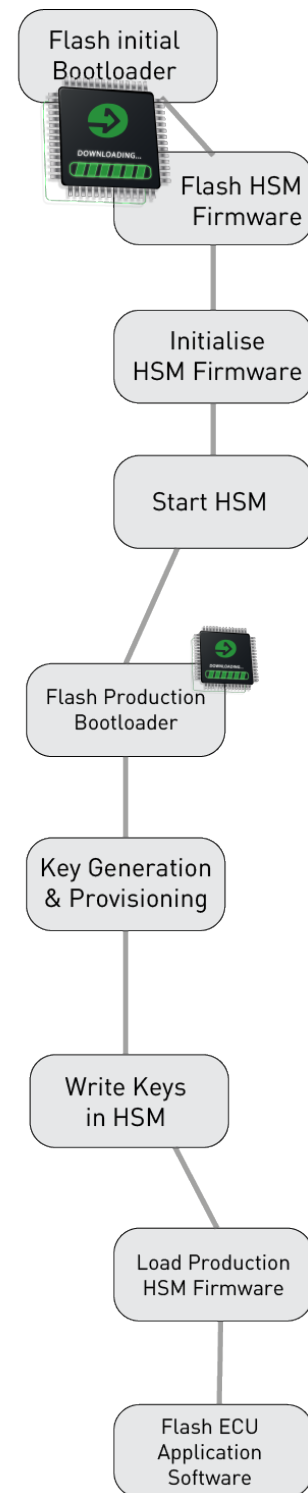 Flash initial
Bootloader
DOWNLOADING...
Flash HSM
Firmware
Initialise
HSM Firmware
Start HSM
DOWNLOADING...
Flash Production
Bootloader
Key Generation
& Provisioning
Write Keys
in HSM
Load Production
HSM Firmware
Flash ECU
Application
Software